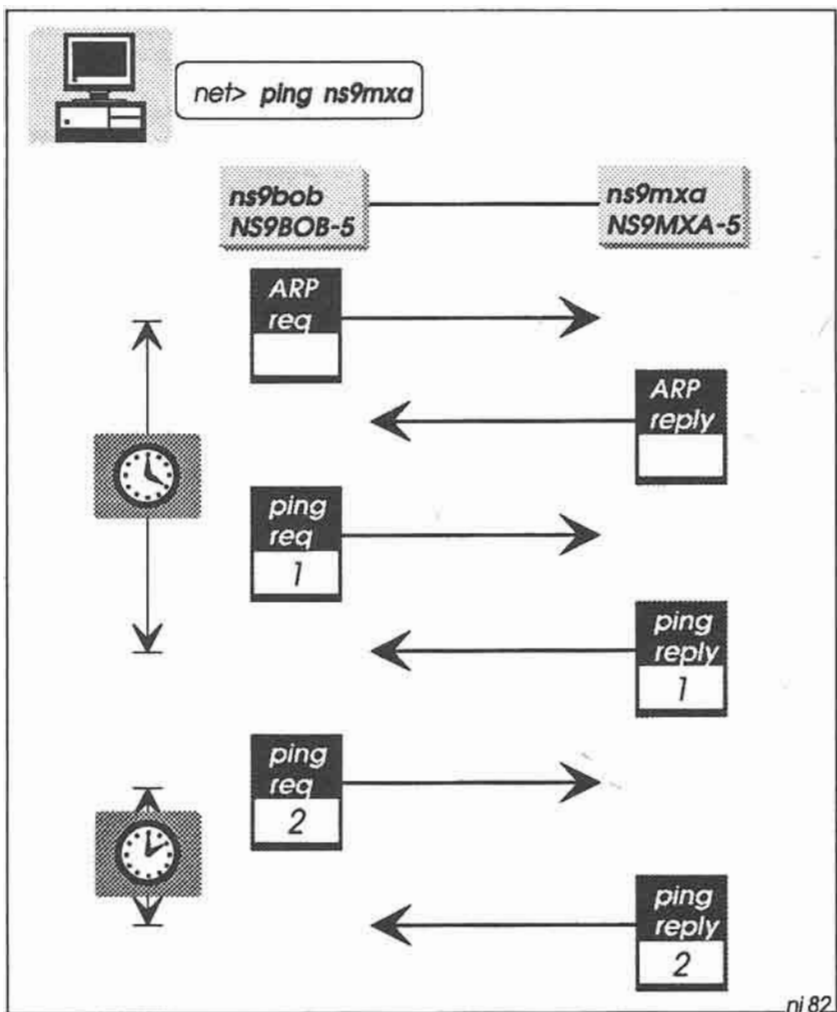 net> ping ns9mxa
ns9bob
NS9BOB-5
ns9mxa
NS9MXA-5
ARP
req
ARP
reply
ping
req
1
ping
reply
1
ping
req
2
ping
reply
2
ni 82